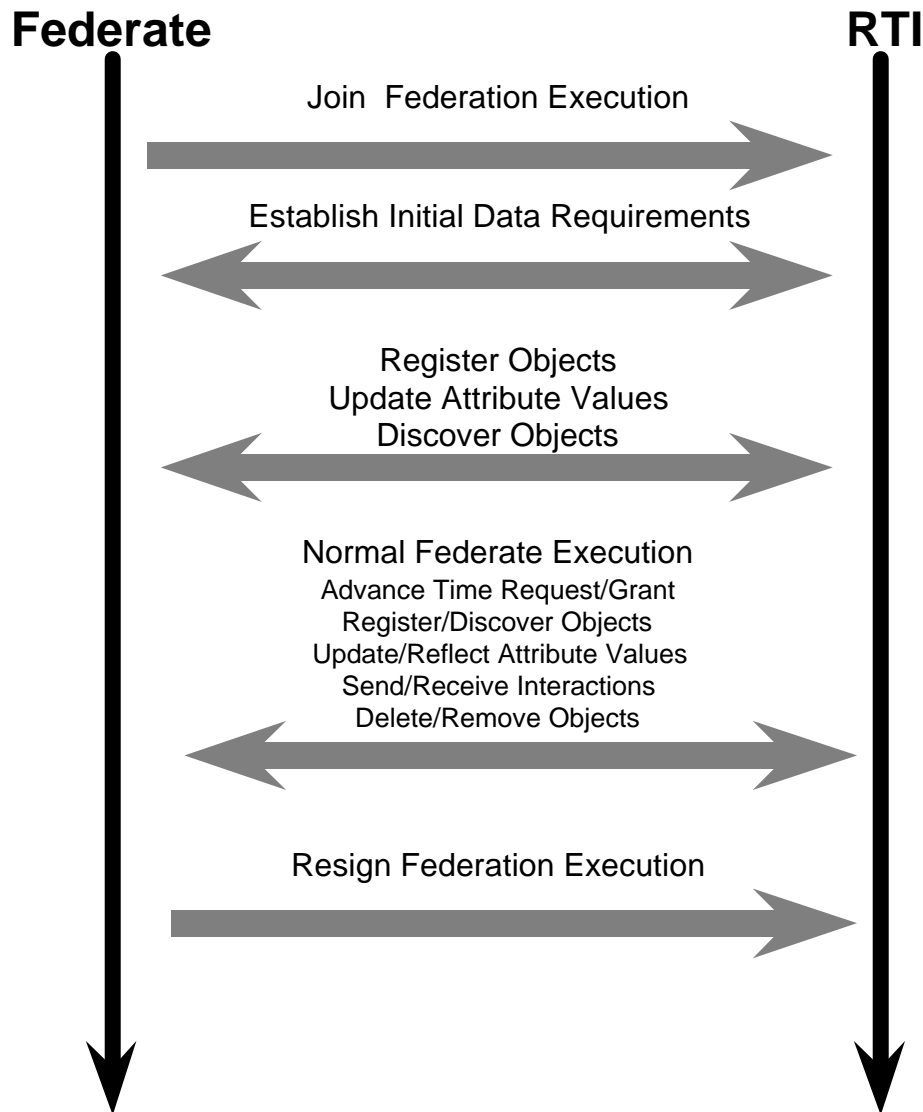 Federate RTI
Join Federation Execution
Establish Initial Data Requirements
Register Objects
Update Attribute Values
Discover Objects
Normal Federate Execution
Advance Time Request/Grant
Register/Discover Objects
Update/Reflect Attribute Values
Send/Receive Interactions
Delete/Remove Objects
Resign Federation Execution